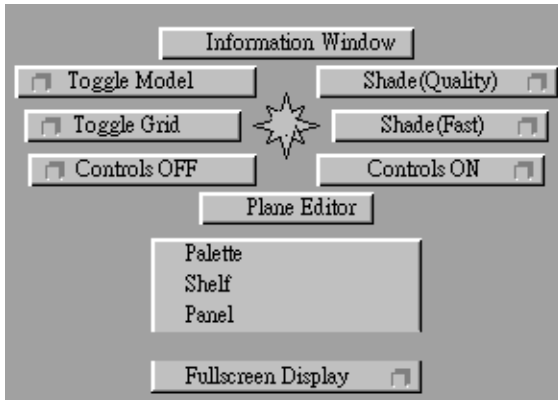 Information Window
Toggle Model
Shade(Quality)
Toggle Grid
Shade(Fast)
Controls OFF
Controls ON
Plane Editor
Palette
Shelf
Panel
Fullscreen Display